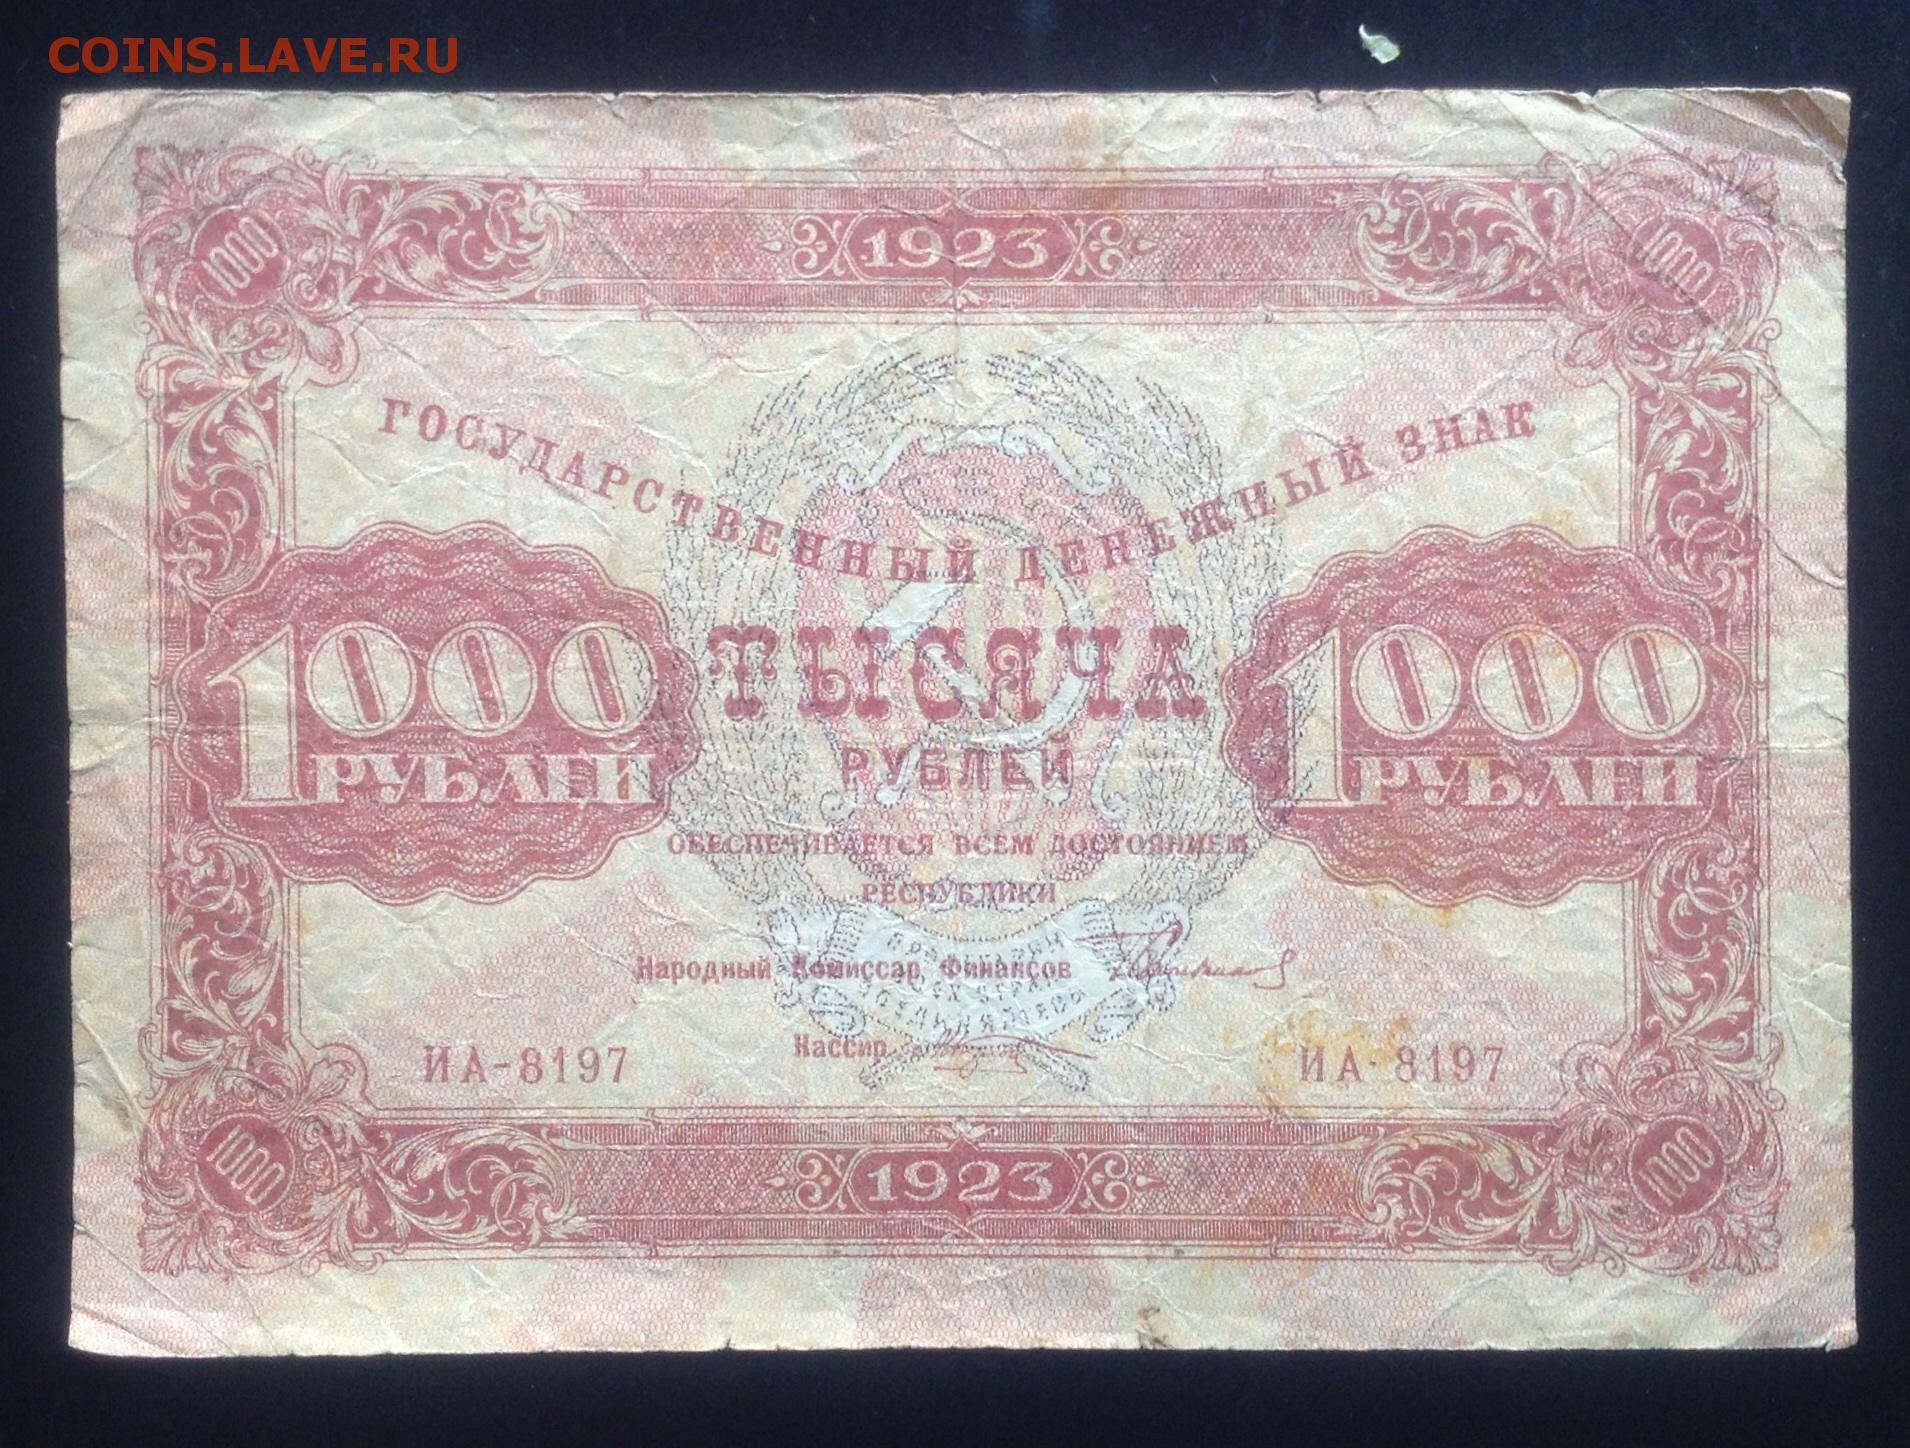 COINS.LAVE.RU
1000 1923 1000
ГОСУДАРСТВЕННЫЙ ДЕНЕЖНЫЙ ЗНАК
1000 РУБЛЕЙ
ТЫСЯЧА
РУБЛЕЙ
1000 РУБЛЕЙ
ОБЕСПЕЧИВАЕТСЯ ВСЕМ ДОСТОЯНИЕМ
РЕСПУБЛИКИ
Народный Комиссар Финансов
Кассир
ИА-8197
ИА-8197
1000 1923 1000